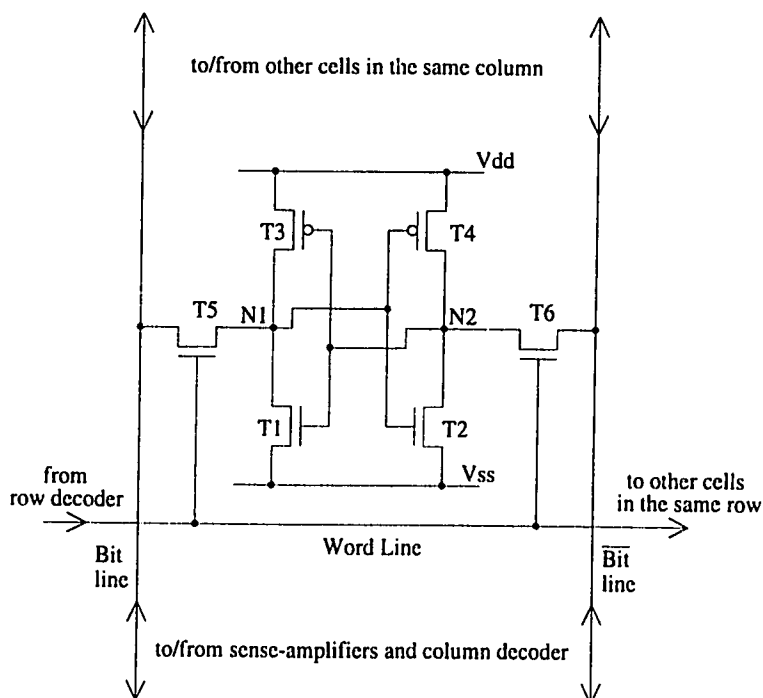 to/from other cells in the same column
Vdd
T3
T4
T5
N1
N2
T6
T1
T2
Vss
from
row decoder
to other cells
in the same row
Word Line
Bit
line
Bit
line
to/from sense-amplifiers and column decoder